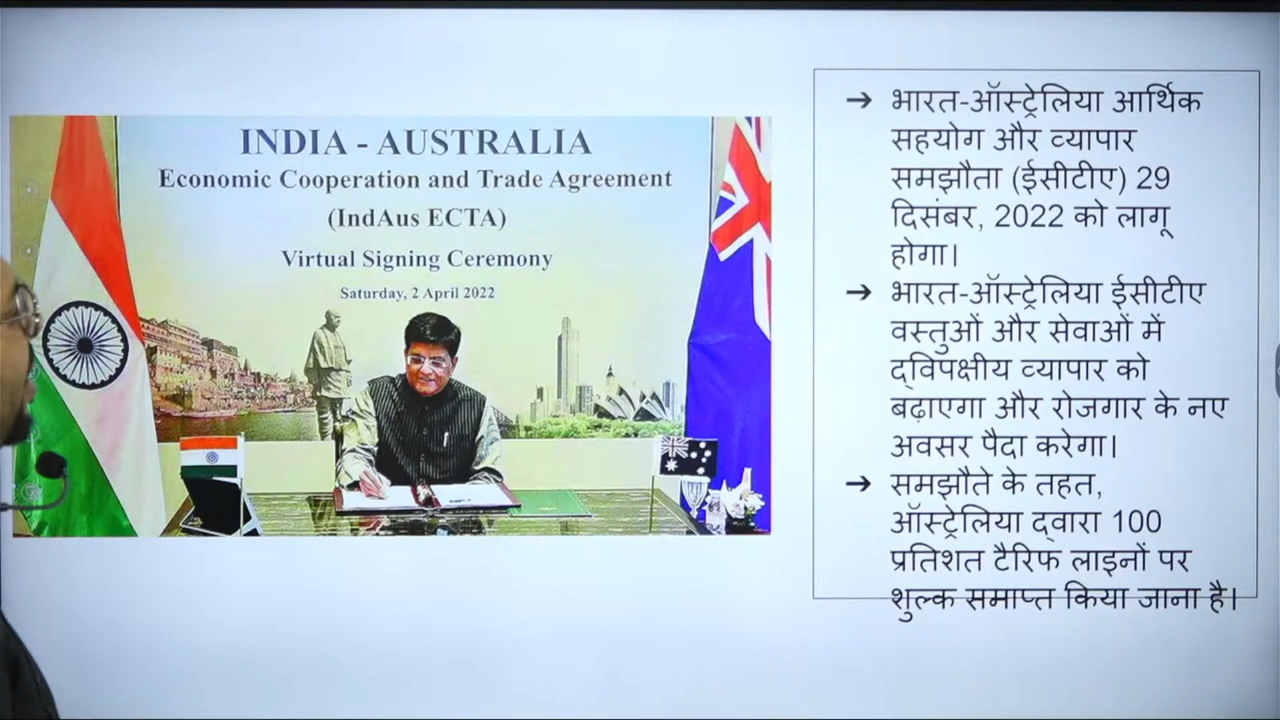 INDIA - AUSTRALIA
Economic Cooperation and Trade Agreement
(IndAus ECTA)
Virtual Signing Ceremony
Saturday, 2 April 2022
➔ भारत-ऑस्ट्रेलिया आर्थिक
सहयोग और व्यापार
समझौता (ईसीटीए) 29
दिसंबर, 2022 को लागू
होगा।
➔ भारत-ऑस्ट्रेलिया ईसीटीए
वस्तुओं और सेवाओं में
द्विपक्षीय व्यापार को
बढ़ाएगा और रोजगार के नए
अवसर पैदा करेगा।
➔ समझौते के तहत,
ऑस्ट्रेलिया द्वारा 100
प्रतिशत टैरिफ लाइनों पर
शुल्क समाप्त किया जाना है।